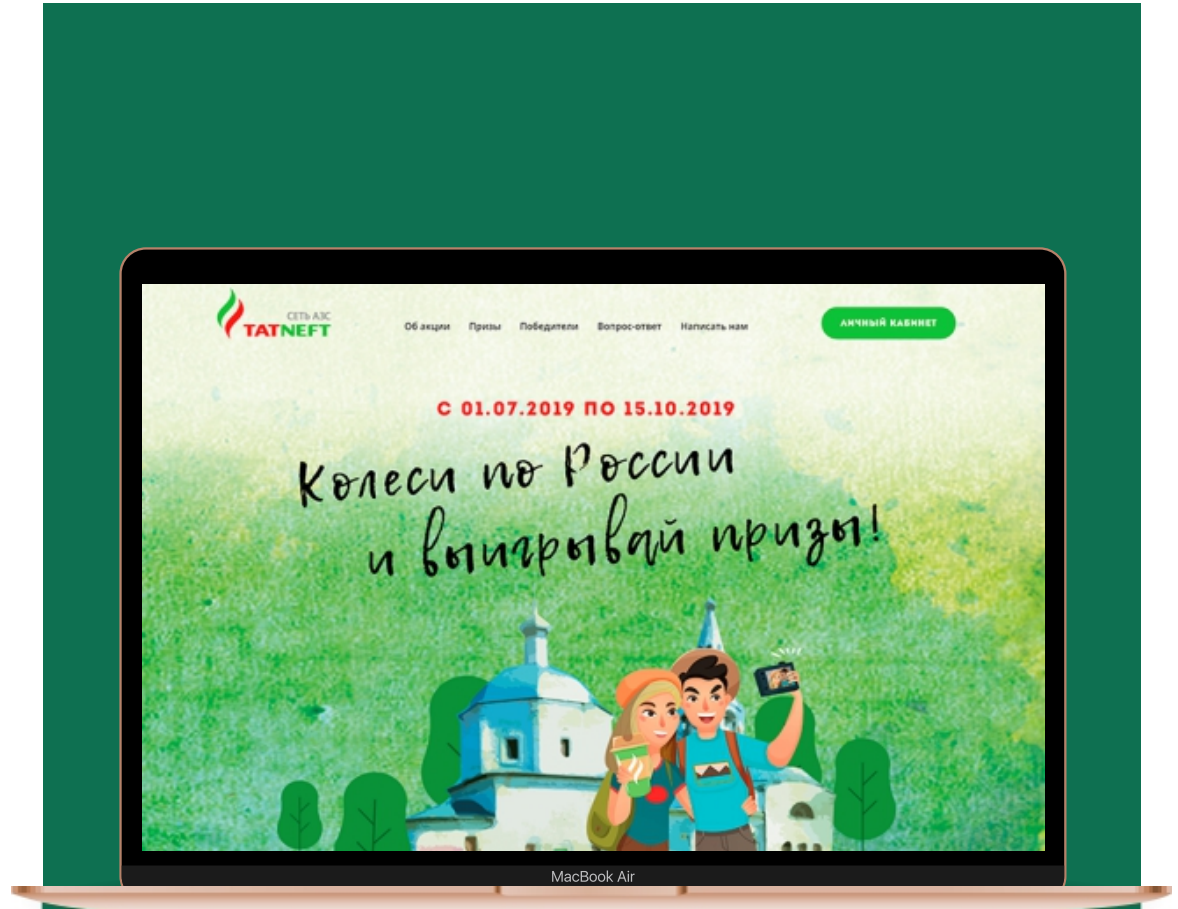 СЕТЬ АЗС
TATNEFT
Об акции Призы Победители Вопрос-ответ Написать нам
ЛИЧНЫЙ КАБИНЕТ
С 01.07.2019 ПО 15.10.2019
Колеси по России
и выигрывай призы!
MacBook Air